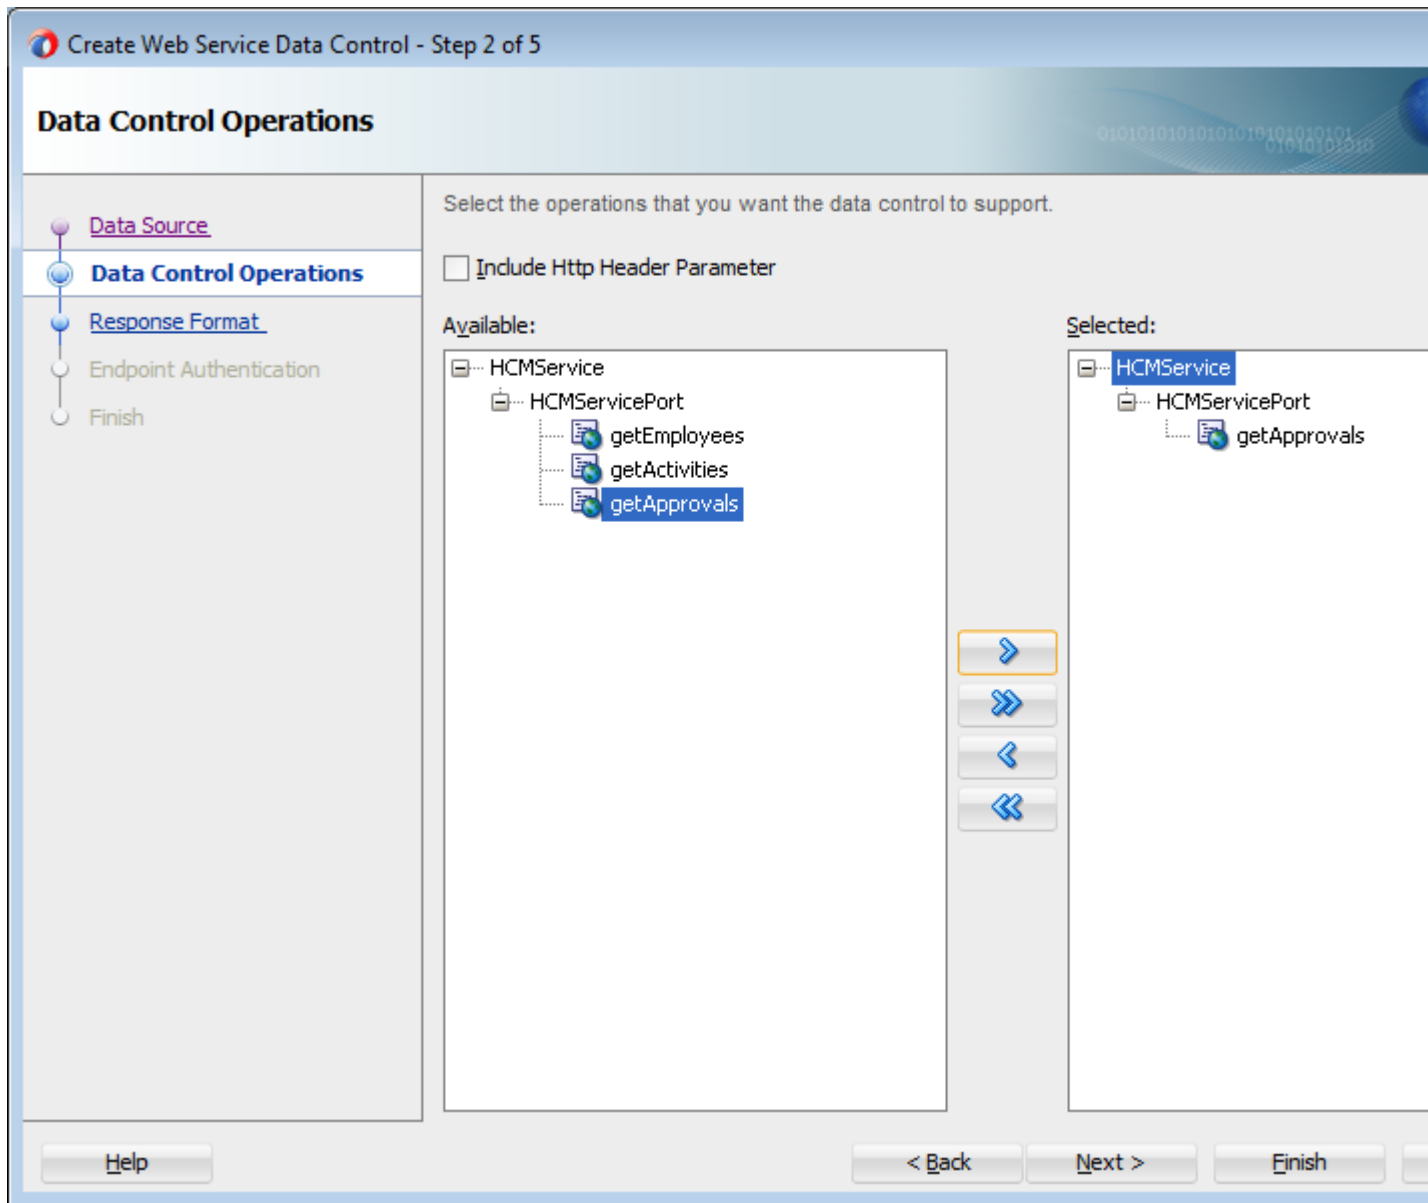 Create Web Service Data Control - Step 2 of 5
Data Control Operations
0101010101010101010101010101
01010101010
Data Source
Data Control Operations
Response Format
Endpoint Authentication
Finish
Select the operations that you want the data control to support.
Include Http Header Parameter
Available:
HCMService
HCMServicePort
getEmployees
getActivities
getApprovals
Selected:
HCMService
HCMServicePort
getApprovals
Help
< Back
Next >
Finish